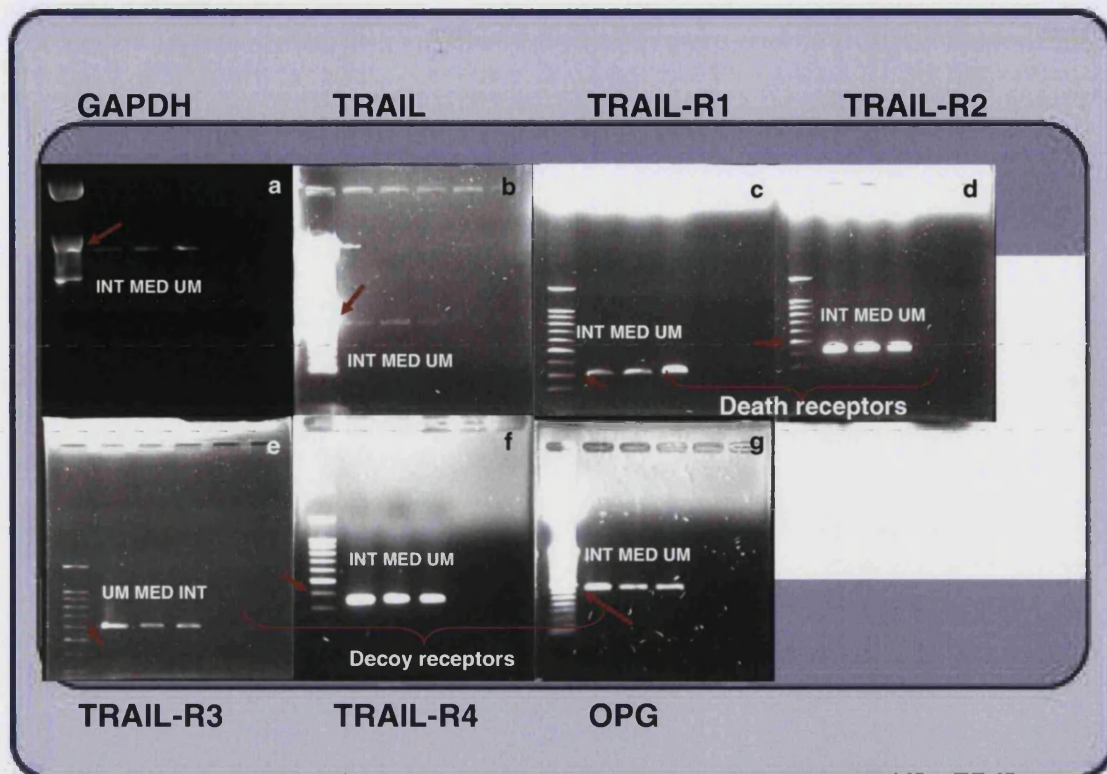 GAPDH TRAIL TRAIL-R1 TRAIL-R2
a b c d
INT MED UM
INT MED UM
INT MED UM
INT MED UM
Death receptors
e f g
UM MED INT
INT MED UM
INT MED UM
Decoy receptors
TRAIL-R3 TRAIL-R4 OPG